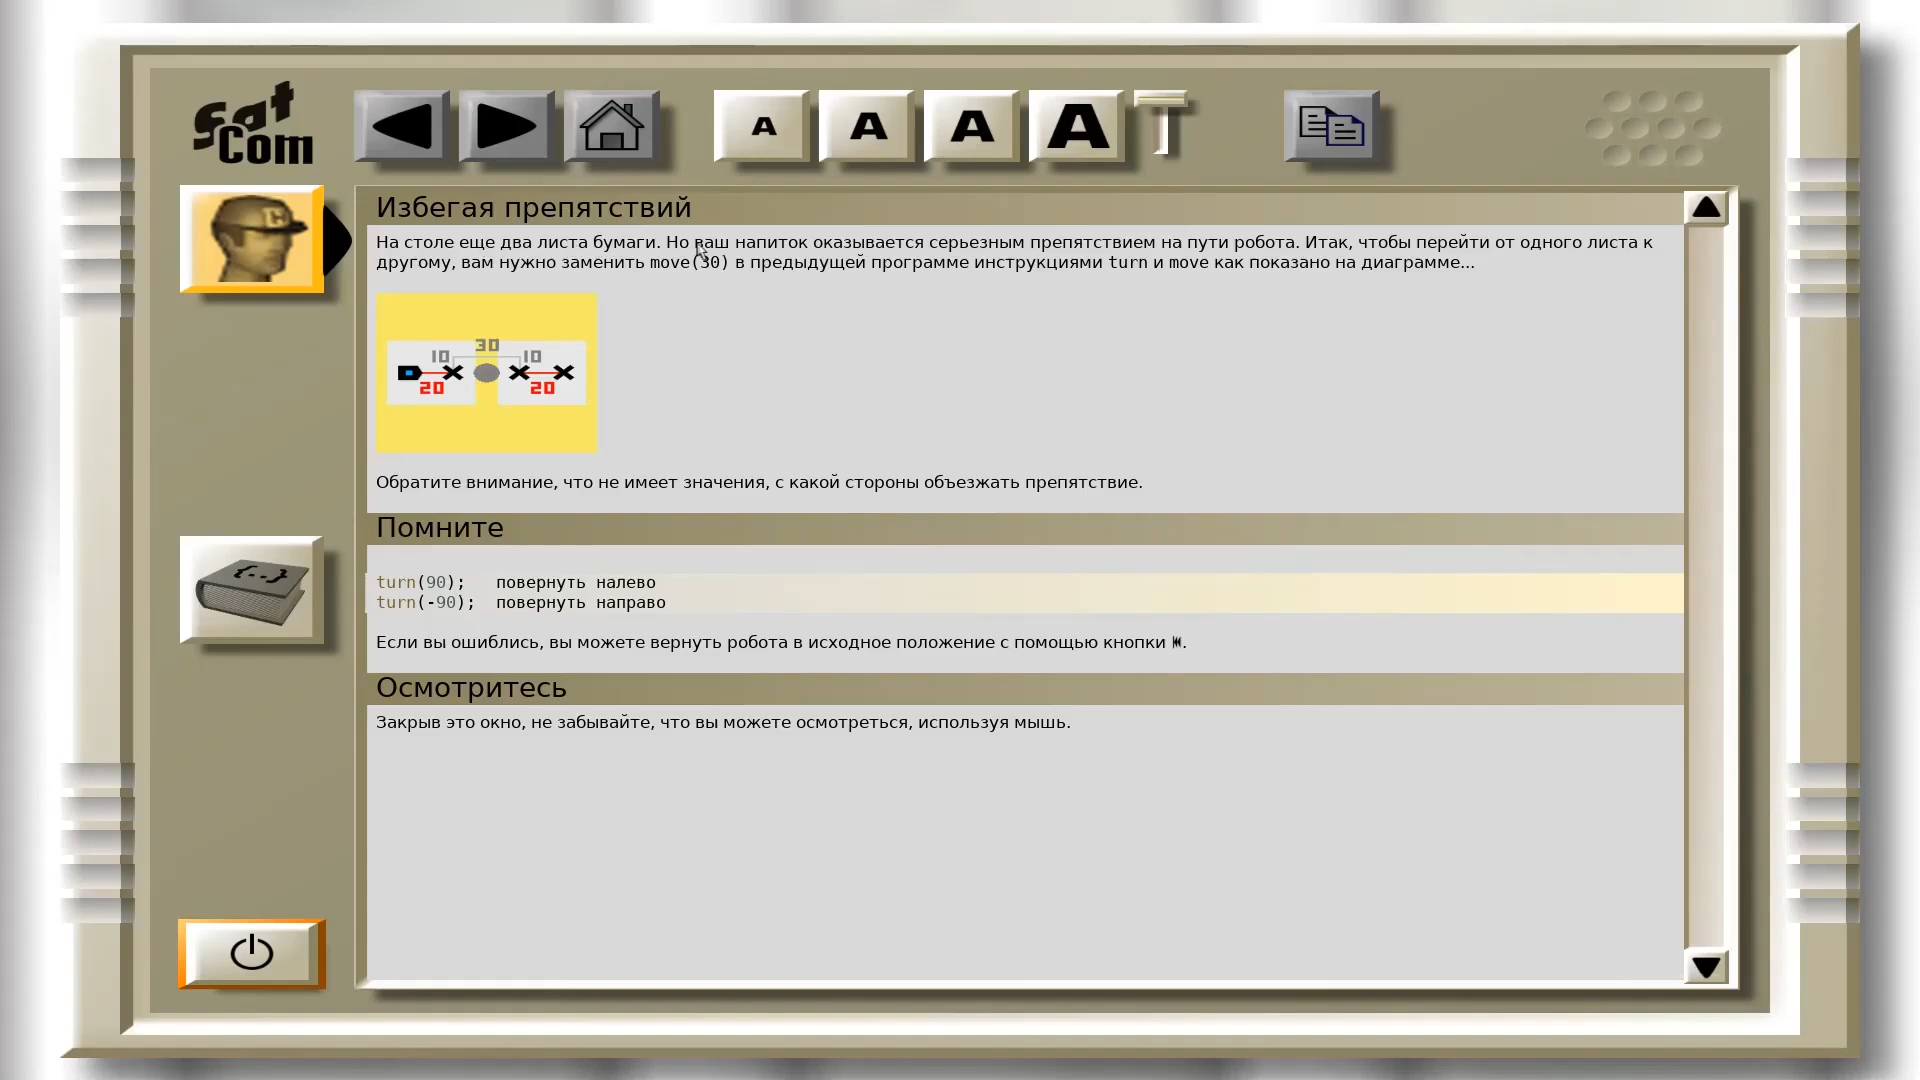 Sat
Com
A A A A T
Избегая препятствий
На столе еще два листа бумаги. Но ваш напиток оказывается серьезным препятствием на пути робота. Итак, чтобы перейти от одного листа к
другому, вам нужно заменить move(30) в предыдущей программе инструкциями turn и move как показано на диаграмме...
30
10 10
20 20
Обратите внимание, что не имеет значения, с какой стороны объезжать препятствие.
Помните
turn(90); повернуть налево
turn(-90); повернуть направо
Если вы ошиблись, вы можете вернуть робота в исходное положение с помощью кнопки ⏮.
Осмотритесь
Закрыв это окно, не забывайте, что вы можете осмотреться, используя мышь.
{..}